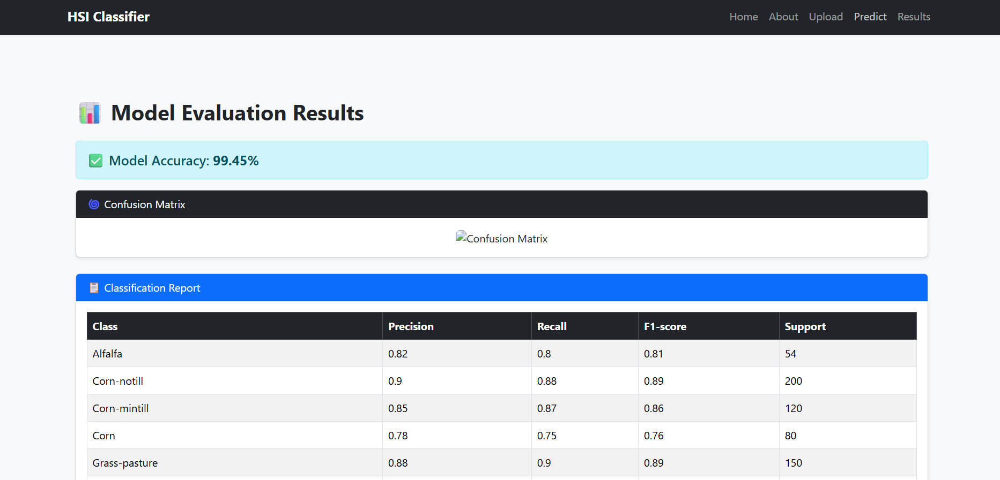 HSI Classifier Home About Upload Predict Results
Model Evaluation Results
Model Accuracy: 99.45%
Confusion Matrix
Confusion Matrix
Classification Report
Class Precision Recall F1-score Support
Alfalfa 0.82 0.8 0.81 54
Corn-notill 0.9 0.88 0.89 200
Corn-mintill 0.85 0.87 0.86 120
Corn 0.78 0.75 0.76 80
Grass-pasture 0.88 0.9 0.89 150